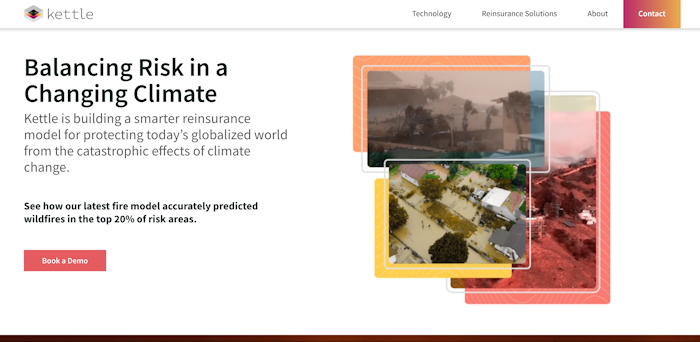 kettle
Technology
Reinsurance Solutions
About
Contact
Balancing Risk in a
Changing Climate
Kettle is building a smarter reinsurance
model for protecting today's globalized world
from the catastrophic effects of climate
change.
See how our latest fire model accurately predicted
wildfires in the top 20% of risk areas.
Book a Demo